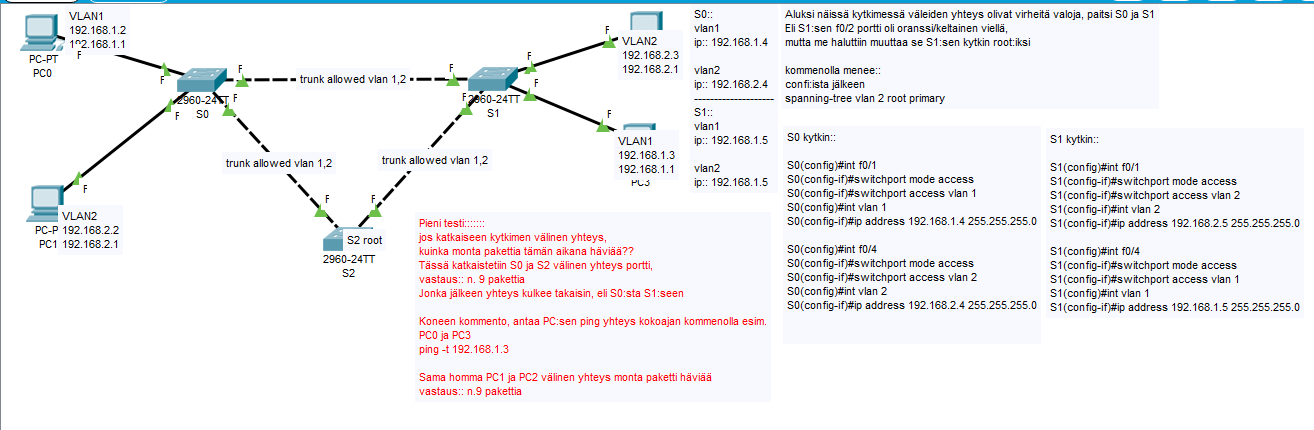 VLAN1
192.168.1.2
192.168.1.1
F
PC-PT
PC0
F
F
F
2960-24TT
S0
F
trunk allowed vlan 1,2
F
F
2960-24TT
S1
F
F
F
F
VLAN2
192.168.2.3
192.168.2.1
VLAN1
192.168.1.3
192.168.1.1
PC3
F
VLAN2
PC-P 192.168.2.2
PC1 192.168.2.1
trunk allowed vlan 1,2
trunk allowed vlan 1,2
F
F
S2 root
2960-24TT
S2
S0::
vlan1
ip:: 192.168.1.4
vlan2
ip:: 192.168.2.4
----------------------
S1::
vlan1
ip:: 192.168.1.5
vlan2
ip:: 192.168.1.5
Aluksi näissä kytkimessä väleiden yhteys olivat virheitä valoja, paitsi S0 ja S1
Eli S1:sen f0/2 portti oli oranssi/keltainen viellä,
mutta me haluttiin muuttaa se S1:sen kytkin root:iksi
kommenolla menee::
confi:ista jälkeen
spanning-tree vlan 2 root primary
S0 kytkin::
S0(config)#int f0/1
S0(config-if)#switchport mode access
S0(config-if)#switchport access vlan 1
S0(config)#int vlan 1
S0(config-if)#ip address 192.168.1.4 255.255.255.0
S0(config)#int f0/4
S0(config-if)#switchport mode access
S0(config-if)#switchport access vlan 2
S0(config)#int vlan 2
S0(config-if)#ip address 192.168.2.4 255.255.255.0
S1 kytkin::
S1(config)#int f0/1
S1(config-if)#switchport mode access
S1(config-if)#switchport access vlan 2
S1(config-if)#int vlan 2
S1(config-if)#ip address 192.168.2.5 255.255.255.0
S1(config)#int f0/4
S1(config-if)#switchport mode access
S1(config-if)#switchport access vlan 1
S1(config)#int vlan 1
S1(config-if)#ip address 192.168.1.5 255.255.255.0
Pieni testi:::::::
jos katkaiseen kytkimen välinen yhteys,
kuinka monta pakettia tämän aikana häviää??
Tässä katkaistetiin S0 ja S2 välinen yhteys portti,
vastaus:: n. 9 pakettia
Jonka jälkeen yhteys kulkee takaisin, eli S0:sta S1:seen
Koneen kommento, antaa PC:sen ping yhteys kokoajan kommenolla esim.
PC0 ja PC3
ping -t 192.168.1.3
Sama homma PC1 ja PC2 välinen yhteys monta paketti häviää
vastaus:: n.9 pakettia